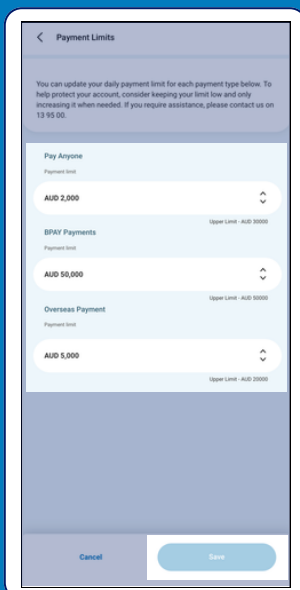 Payment Limits
You can update your daily payment limit for each payment type below. To
help protect your account, consider keeping your limit low and only
increasing it when needed. If you require assistance, please contact us on
13 95 00.
Pay Anyone
Payment limit
AUD 2,000
Upper Limit - AUD 30000
BPAY Payments
Payment limit
AUD 50,000
Upper Limit - AUD 50000
Overseas Payment
Payment limit
AUD 5,000
Upper Limit - AUD 20000
Cancel
Save